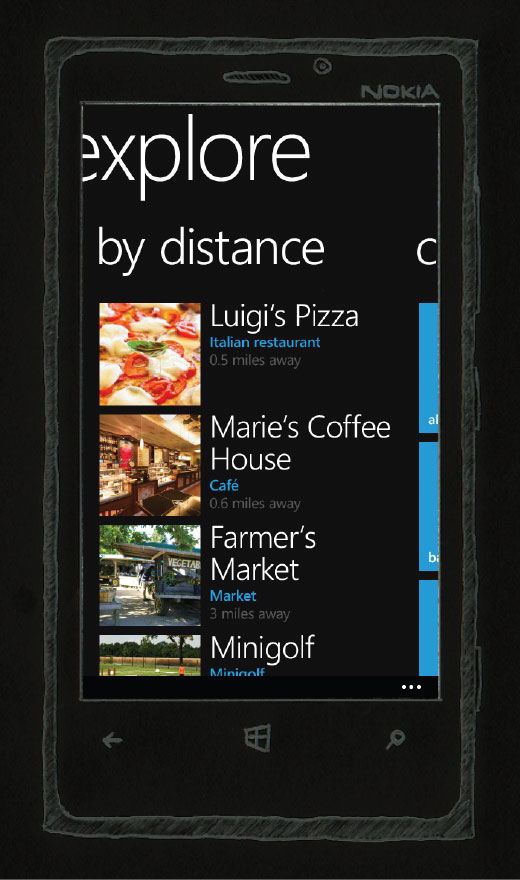 NOKIA
explore
by distance
c
Luigi's Pizza
Italian restaurant
0.5 miles away
al
Marie's Coffee
House
Café
0.6 miles away
ba
Farmer's
Market
Market
3 miles away
VEGETAB
Minigolf
Minigolf